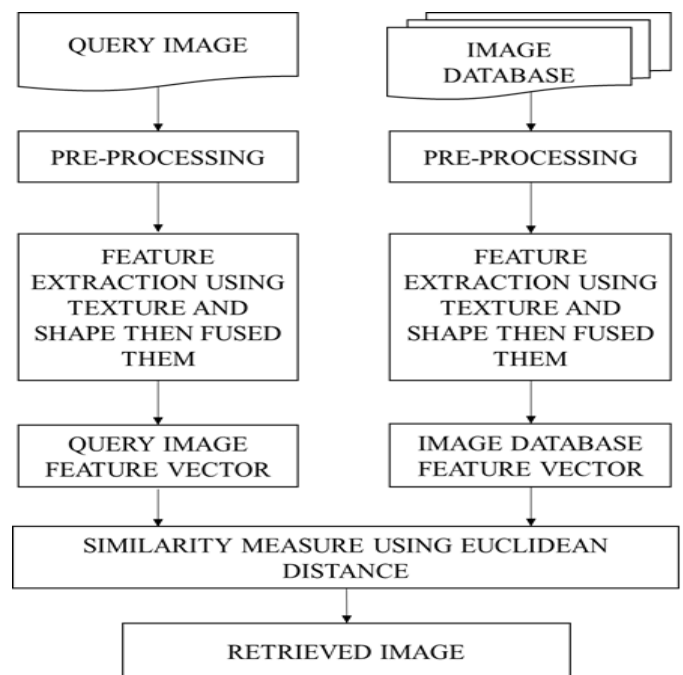 QUERY IMAGE
IMAGE
DATABASE
PRE-PROCESSING
PRE-PROCESSING
FEATURE
EXTRACTION USING
TEXTURE AND
SHAPE THEN FUSED
THEM
FEATURE
EXTRACTION USING
TEXTURE AND
SHAPE THEN FUSED
THEM
QUERY IMAGE
FEATURE VECTOR
IMAGE DATABASE
FEATURE VECTOR
SIMILARITY MEASURE USING EUCLIDEAN
DISTANCE
RETRIEVED IMAGE